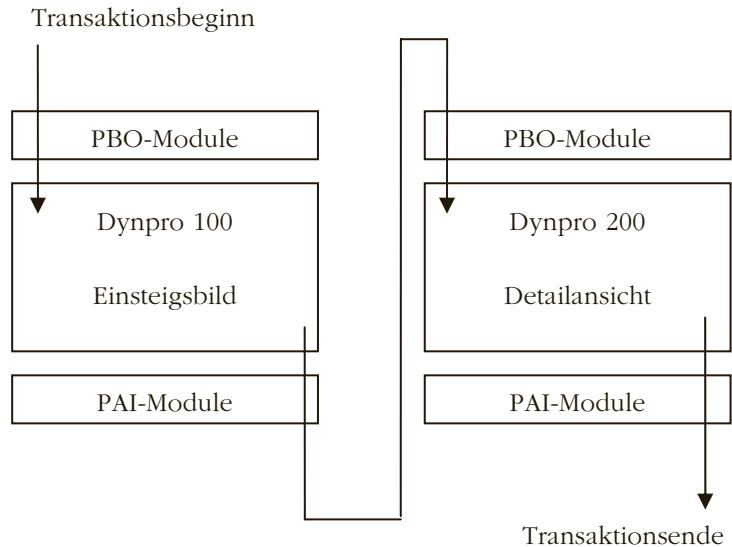 Transaktionsbeginn
PBO-Module
Dynpro 100
Einsteigsbild
PAI-Module
PBO-Module
Dynpro 200
Detailansicht
PAI-Module
Transaktionsende